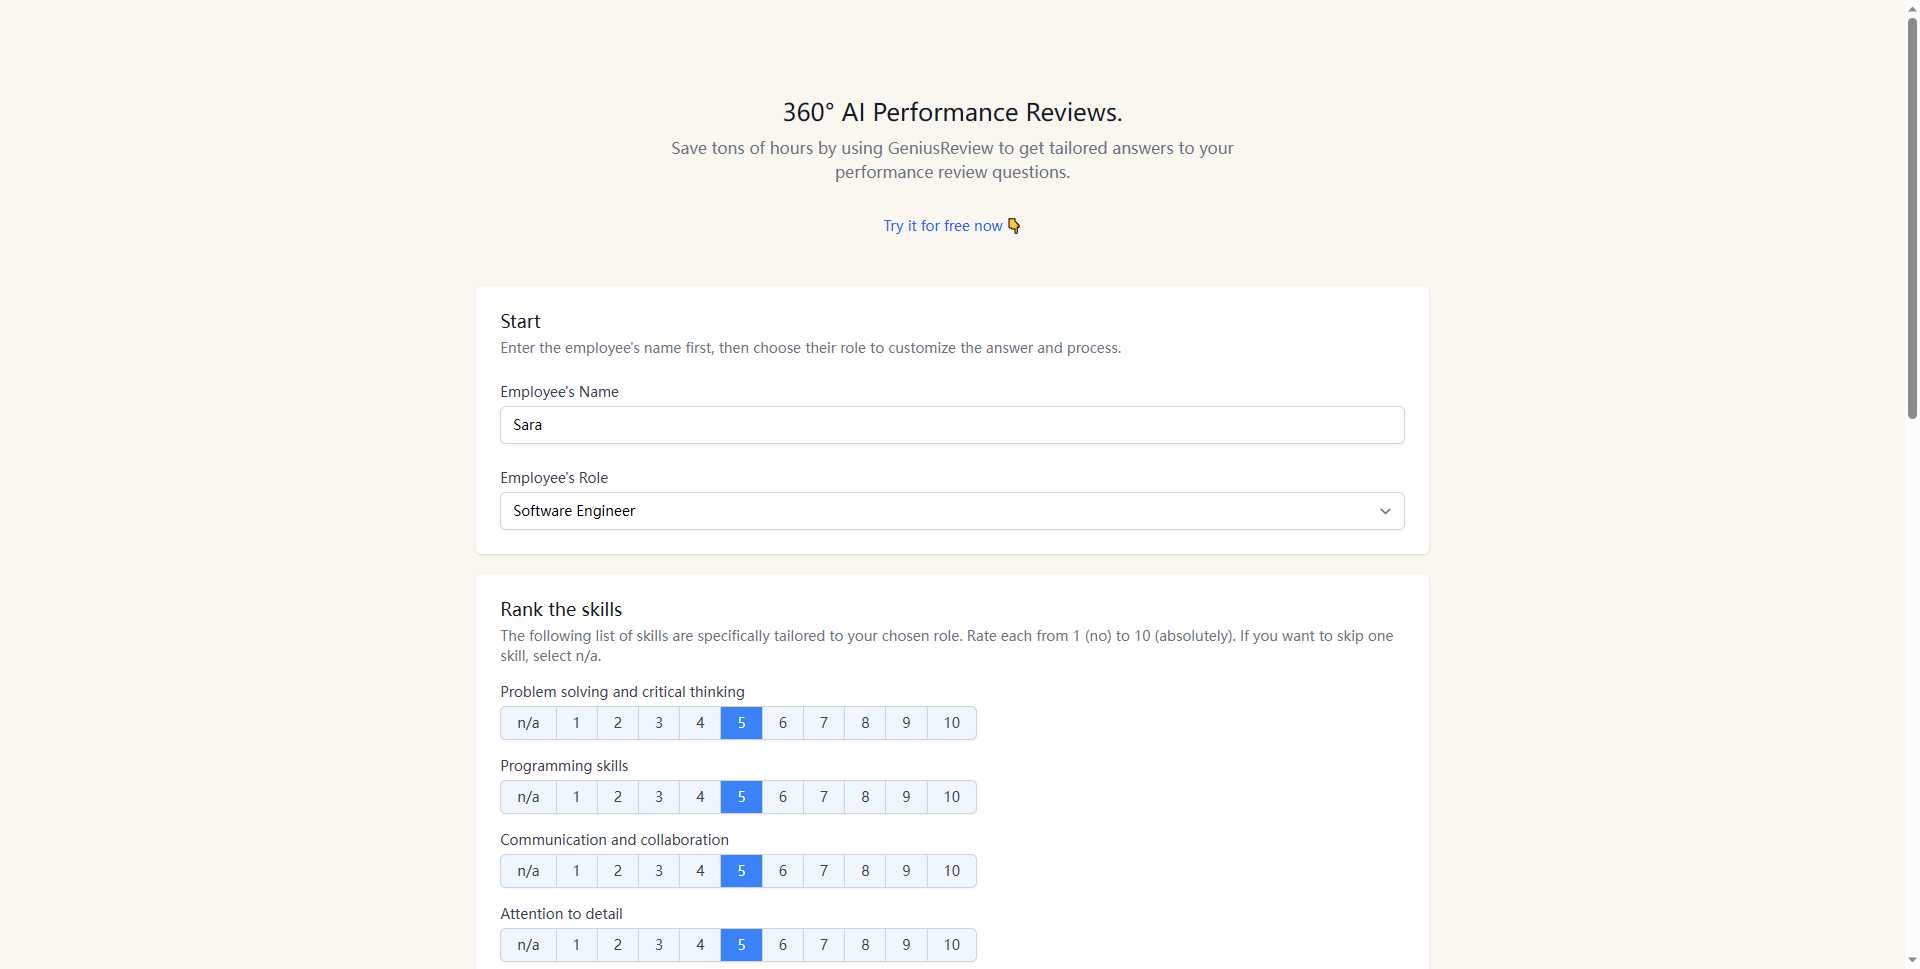 360° AI Performance Reviews.
Save tons of hours by using GeniusReview to get tailored answers to your
performance review questions.
Try it for free now 👇
Start
Enter the employee's name first, then choose their role to customize the answer and process.
Employee's Name
Sara
Employee's Role
Software Engineer
Rank the skills
The following list of skills are specifically tailored to your chosen role. Rate each from 1 (no) to 10 (absolutely). If you want to skip one
skill, select n/a.
Problem solving and critical thinking
n/a 1 2 3 4 5 6 7 8 9 10
Programming skills
n/a 1 2 3 4 5 6 7 8 9 10
Communication and collaboration
n/a 1 2 3 4 5 6 7 8 9 10
Attention to detail
n/a 1 2 3 4 5 6 7 8 9 10